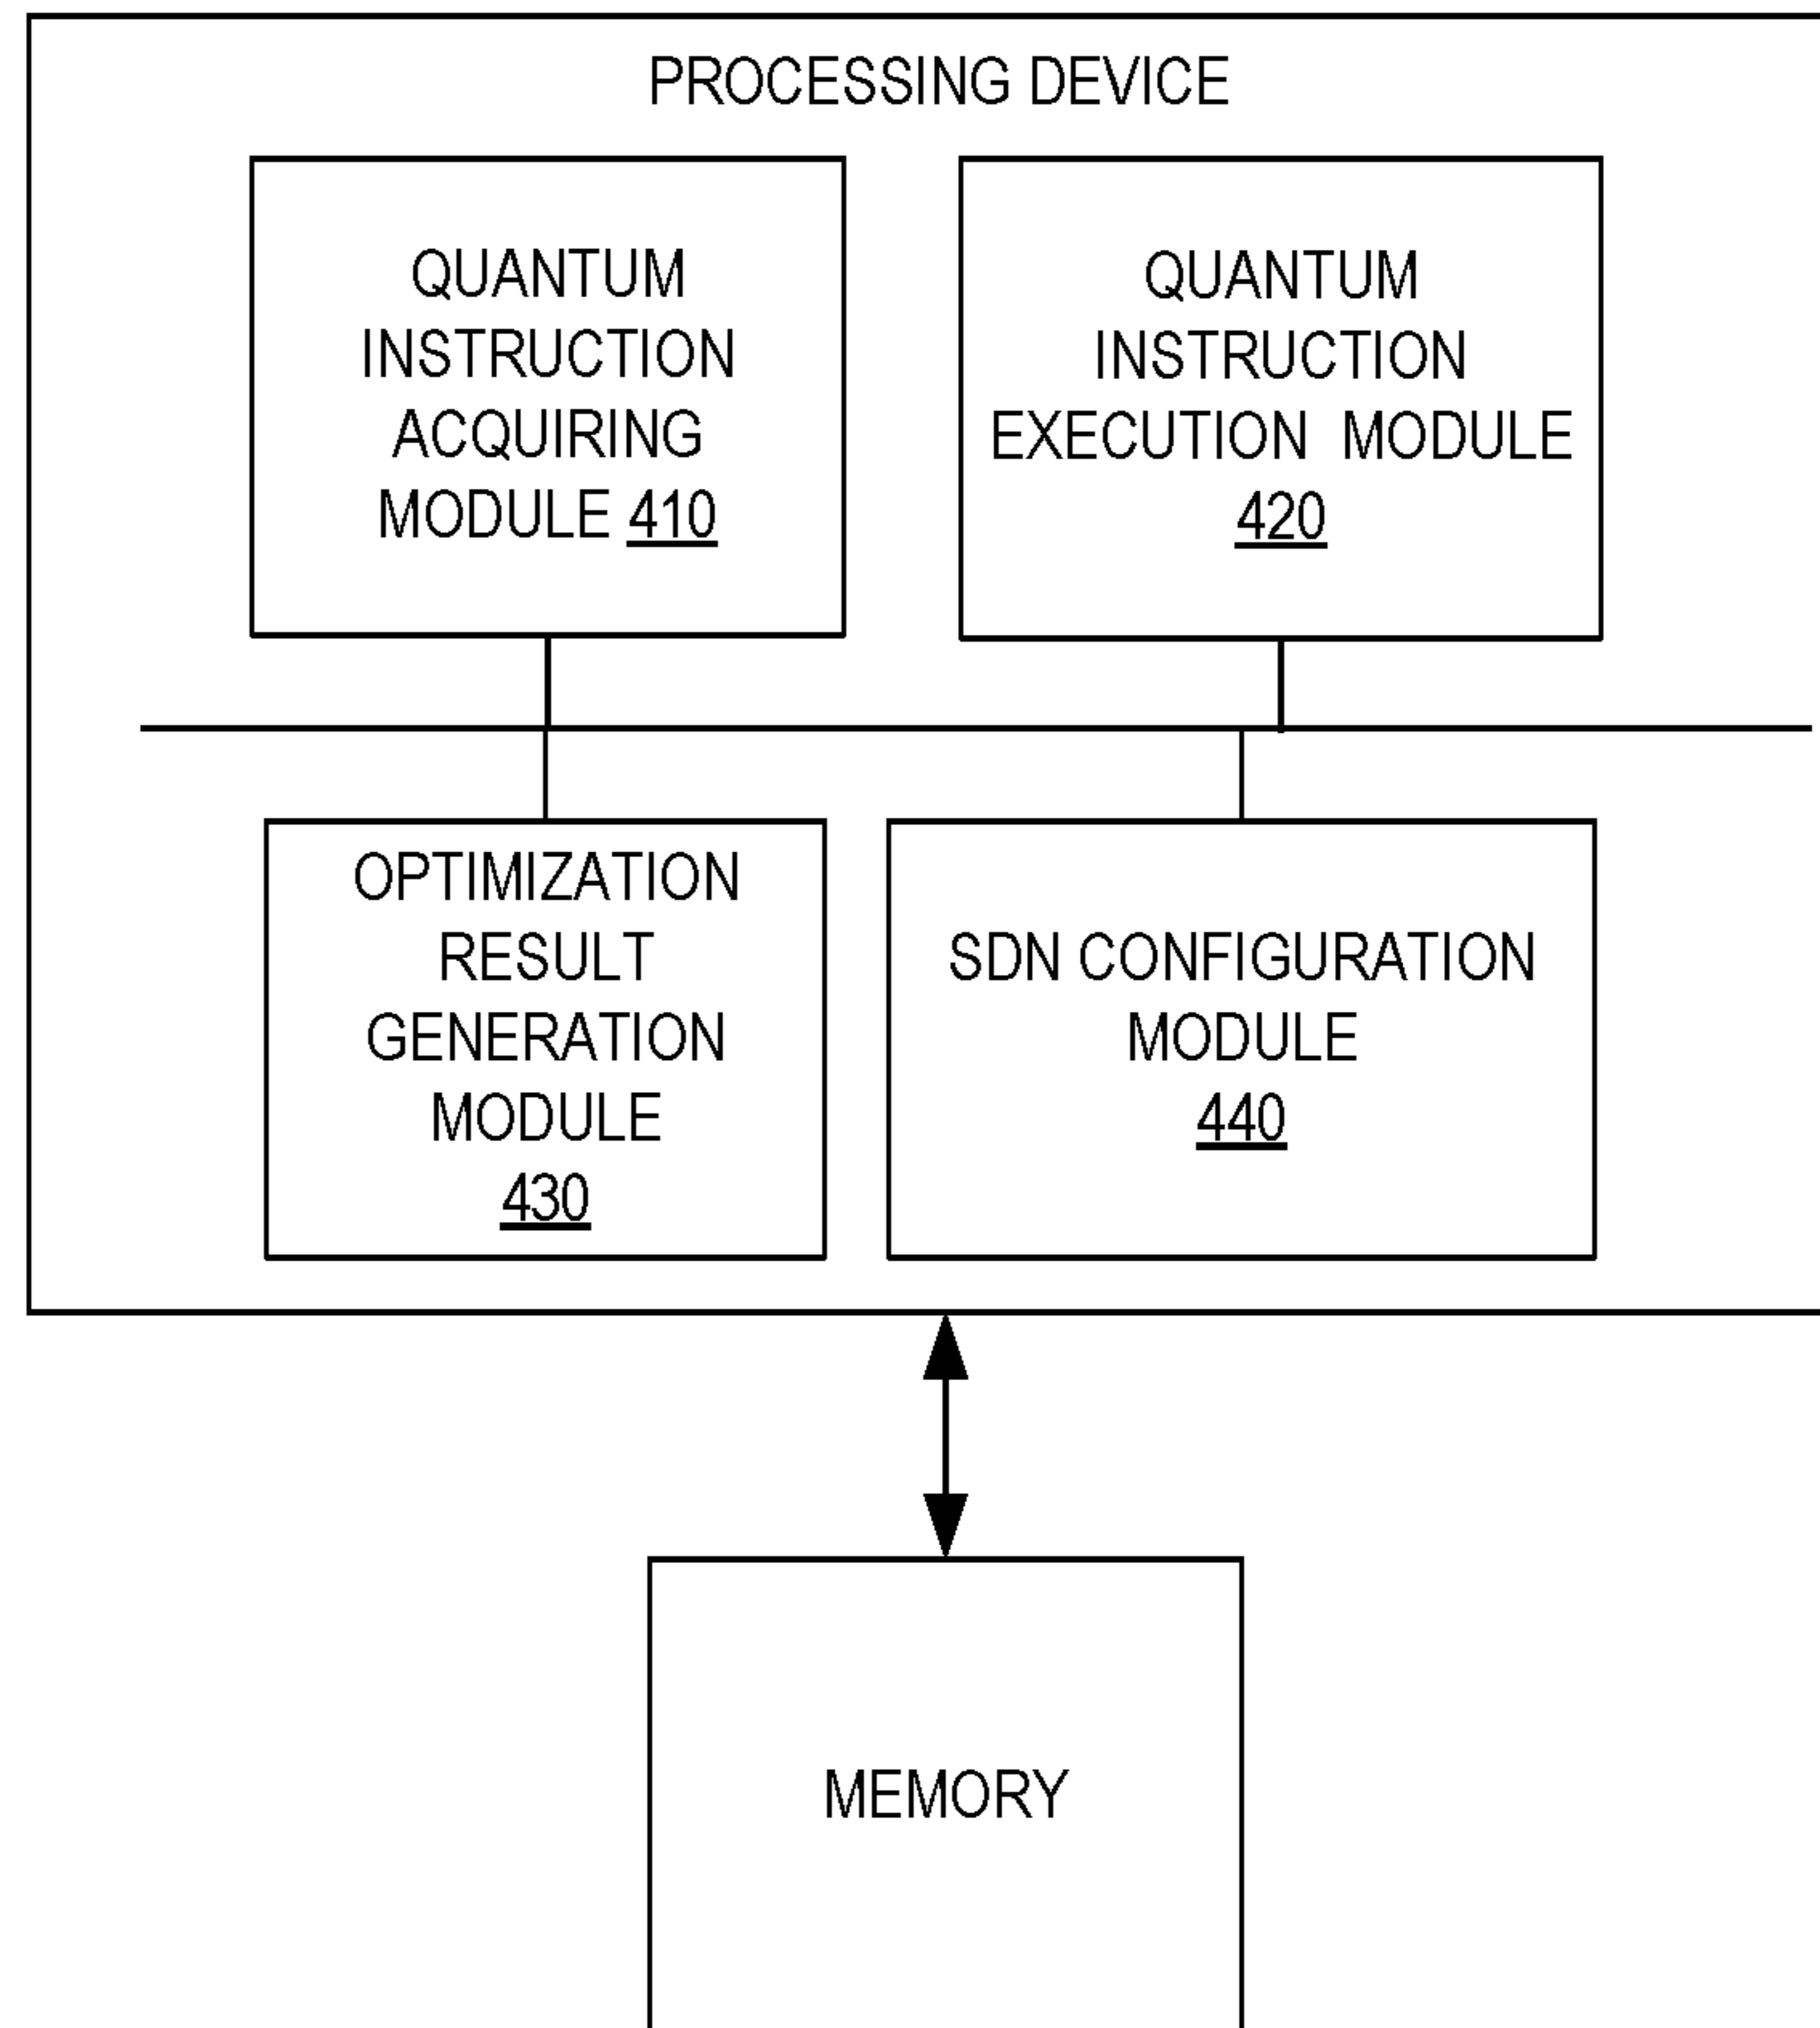 PROCESSING DEVICE
QUANTUM
INSTRUCTION
ACQUIRING
MODULE 410
QUANTUM
INSTRUCTION
EXECUTION MODULE
420
OPTIMIZATION
RESULT
GENERATION
MODULE
430
SDN CONFIGURATION
MODULE
440
MEMORY